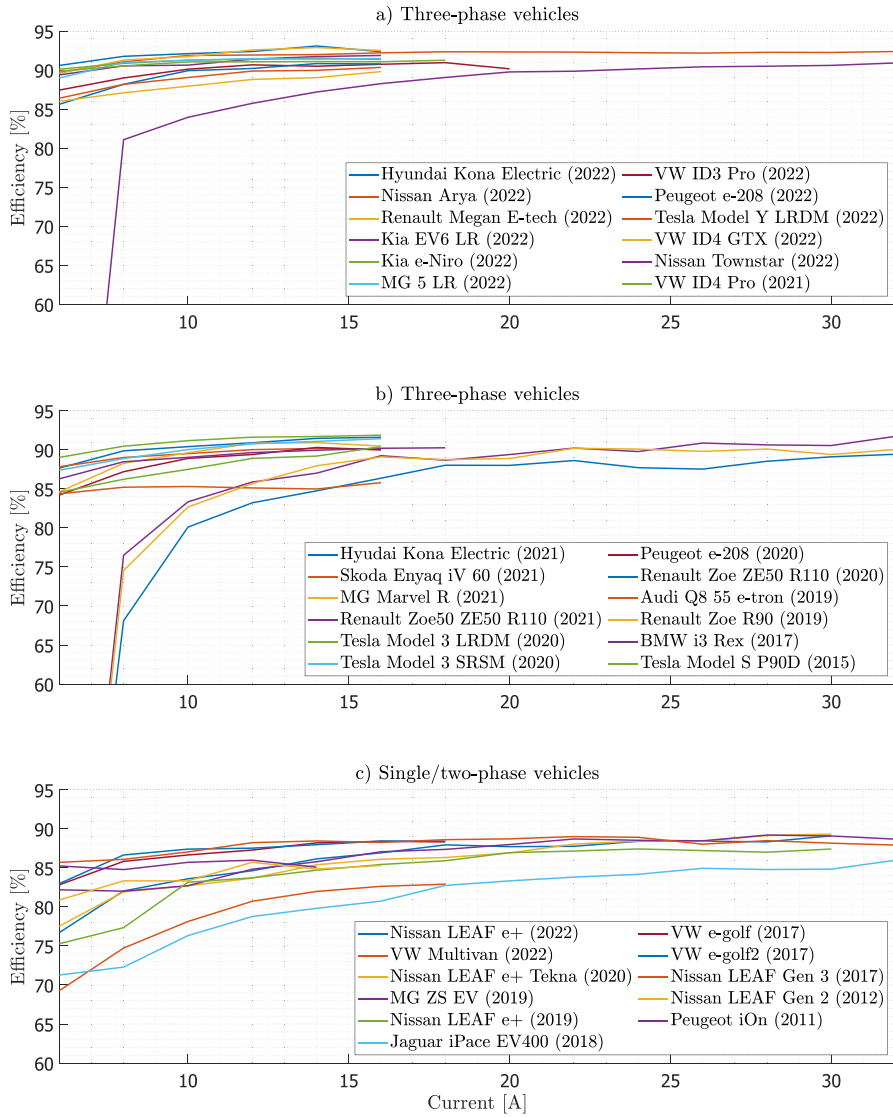 a) Three-phase vehicles
95
90
85
80
75
70
65
60
Efficiency [%]
Hyundai Kona Electric (2022)
Nissan Arya (2022)
Renault Megan E-tech (2022)
Kia EV6 LR (2022)
Kia e-Niro (2022)
MG 5 LR (2022)
VW ID3 Pro (2022)
Peugeot e-208 (2022)
Tesla Model Y LRDM (2022)
VW ID4 GTX (2022)
Nissan Townstar (2022)
VW ID4 Pro (2021)
10 15 20 25 30
b) Three-phase vehicles
95
90
85
80
75
70
65
60
Efficiency [%]
Hyudai Kona Electric (2021)
Skoda Enyaq iV 60 (2021)
MG Marvel R (2021)
Renault Zoe50 ZE50 R110 (2021)
Tesla Model 3 LRDM (2020)
Tesla Model 3 SRSM (2020)
Peugeot e-208 (2020)
Renault Zoe ZE50 R110 (2020)
Audi Q8 55 e-tron (2019)
Renault Zoe R90 (2019)
BMW i3 Rex (2017)
Tesla Model S P90D (2015)
10 15 20 25 30
c) Single/two-phase vehicles
95
90
85
80
75
70
65
60
Efficiency [%]
Nissan LEAF e+ (2022)
VW Multivan (2022)
Nissan LEAF e+ Tekna (2020)
MG ZS EV (2019)
Nissan LEAF e+ (2019)
Jaguar iPace EV400 (2018)
VW e-golf (2017)
VW e-golf2 (2017)
Nissan LEAF Gen 3 (2017)
Nissan LEAF Gen 2 (2012)
Peugeot iOn (2011)
10 15 20 25 30
Current [A]